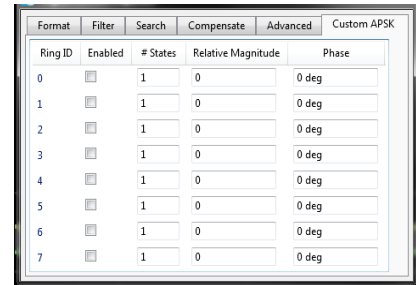 Format Filter Search Compensate Advanced Custom APSK
Ring ID Enabled # States Relative Magnitude Phase
0 1 0 0 deg
1 1 0 0 deg
2 1 0 0 deg
3 1 0 0 deg
4 1 0 0 deg
5 1 0 0 deg
6 1 0 0 deg
7 1 0 0 deg